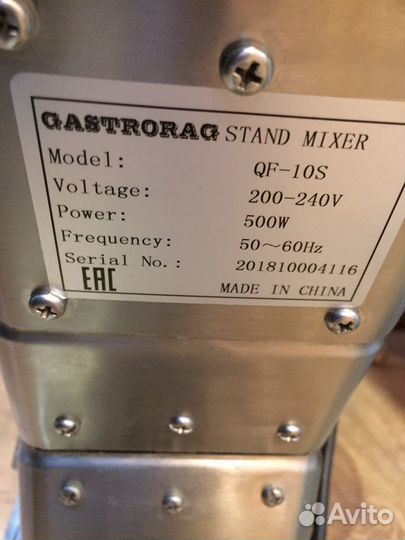 GASTRORAG STAND MIXER
Model: QF-10S
Voltage: 200-240V
Power: 500W
Frequency: 50~60Hz
Serial No.: 201810004116
EAC MADE IN CHINA
Avito